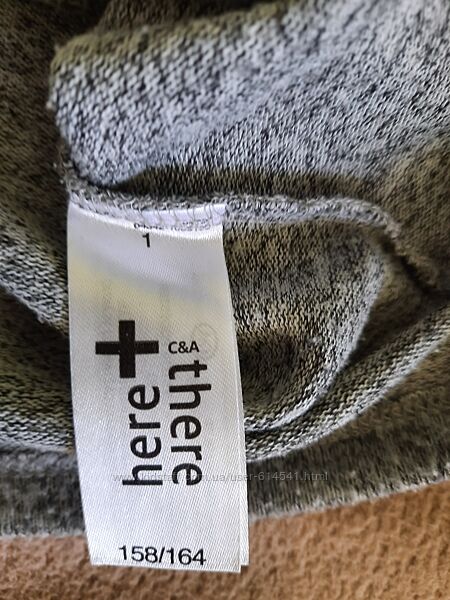 1
here + there
C&A
158/164